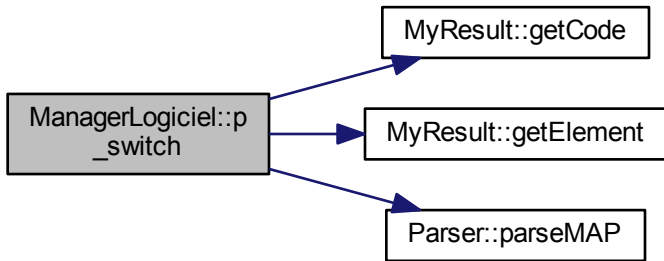 MyResult::getCode
ManagerLogiciel::p
_switch
MyResult::getElement
Parser::parseMAP